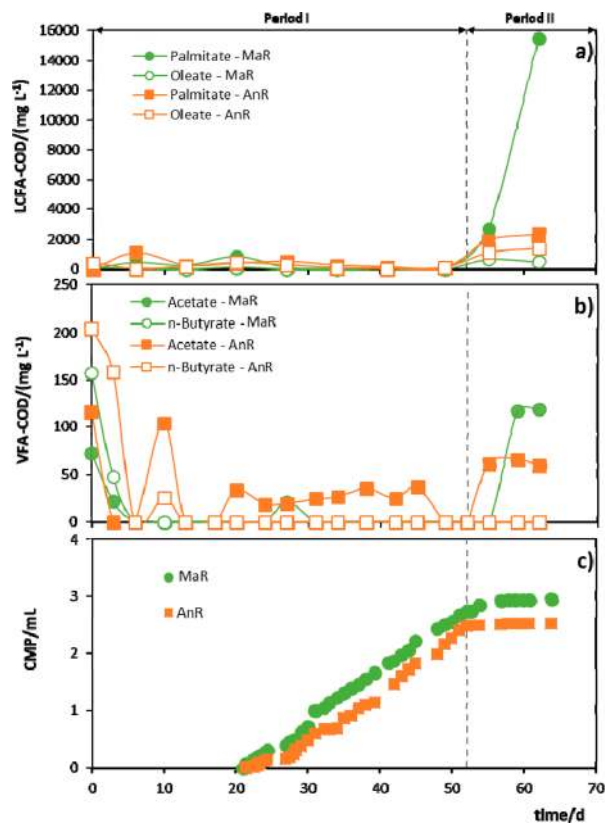 Period I
Period II
16000
14000
12000
10000
8000
6000
4000
2000
0
LCFA-COD/(mg L-1)
a)
Palmitate - MaR
Oleate - MaR
Palmitate - AnR
Oleate - AnR
250
200
150
100
50
0
VFA-COD/(mg L-1)
b)
Acetate - MaR
n-Butyrate - MaR
Acetate - AnR
n-Butyrate - AnR
4
3
2
1
0
CMP/mL
c)
MaR
AnR
0 10 20 30 40 50 60 70
time/d